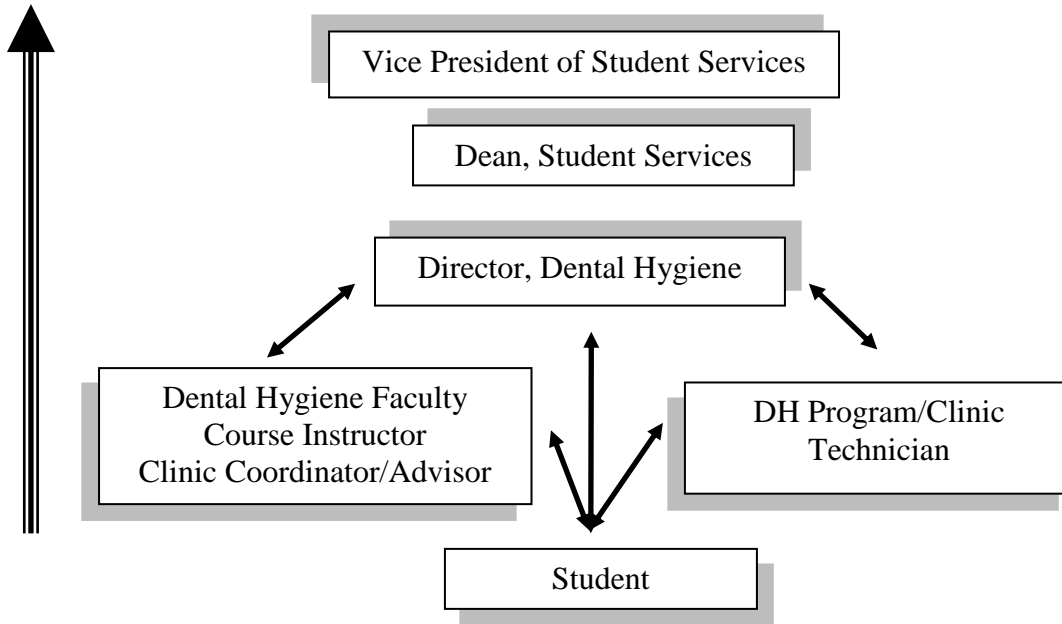 Vice President of Student Services
Dean, Student Services
Director, Dental Hygiene
Dental Hygiene Faculty
Course Instructor
Clinic Coordinator/Advisor
DH Program/Clinic
Technician
Student